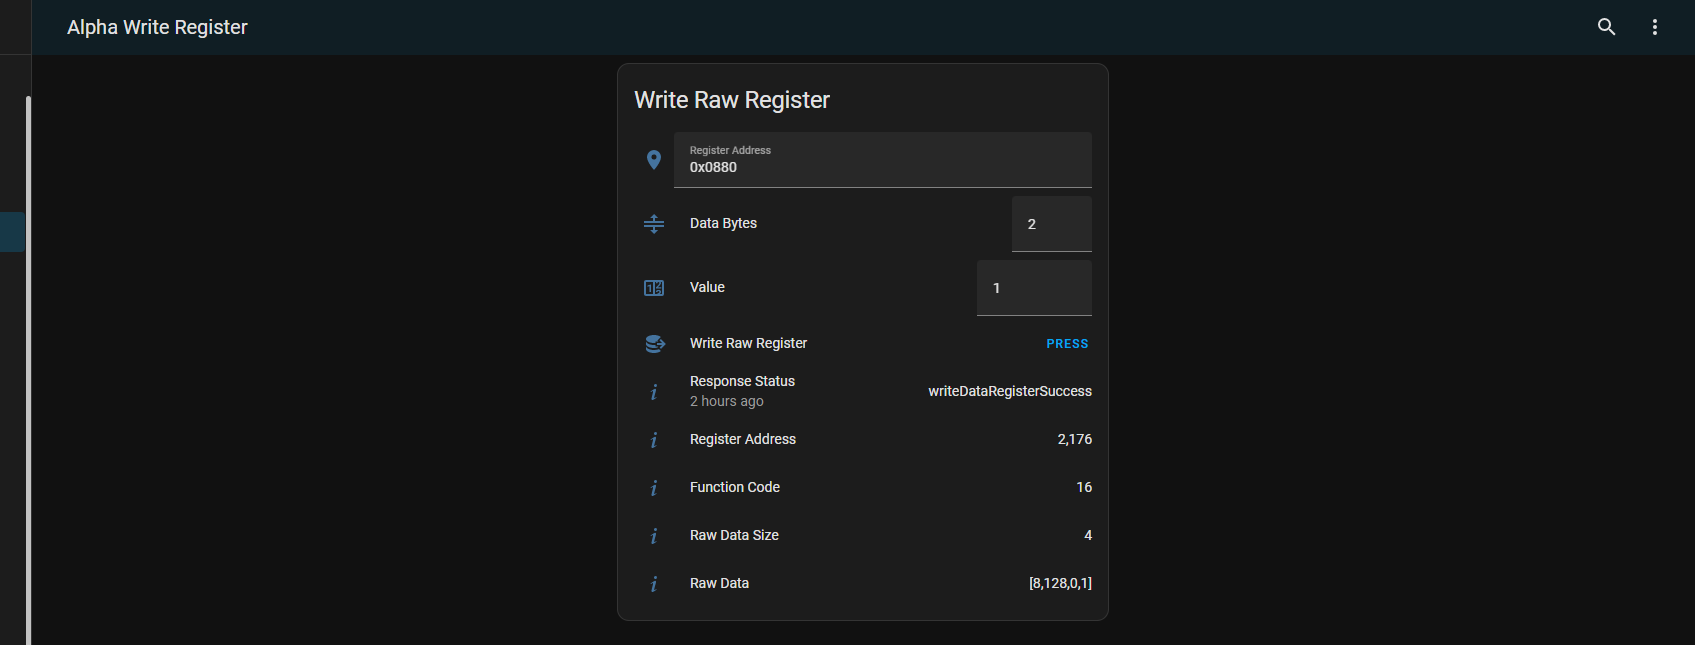 Alpha Write Register
Write Raw Register
Register Address
0x0880
Data Bytes
2
Value
1
Write Raw Register
PRESS
Response Status
2 hours ago
writeDataRegisterSuccess
Register Address
2,176
Function Code
16
Raw Data Size
4
Raw Data
[8,128,0,1]